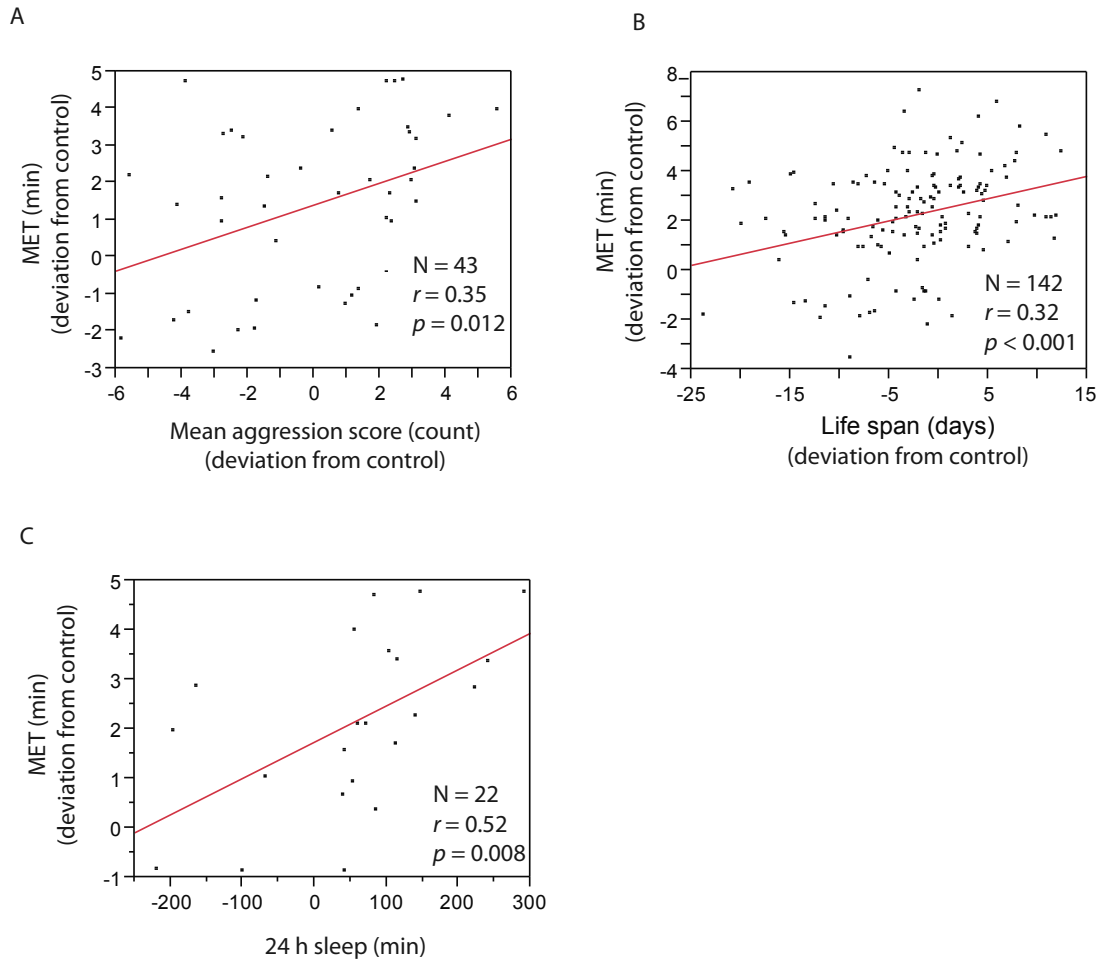 A
MET (min)
(deviation from control)
5
4
3
2
1
0
-1
-2
-3
-6
-4
-2
0
2
4
6
N = 43
r = 0.35
p = 0.012
Mean aggression score (count)
(deviation from control)
B
MET (min)
(deviation from control)
8
6
4
2
0
-2
-4
-25
-15
-5
5
15
N = 142
r = 0.32
p < 0.001
Life span (days)
(deviation from control)
C
MET (min)
(deviation from control)
5
4
3
2
1
0
-1
-200
-100
0
100
200
300
N = 22
r = 0.52
p = 0.008
24 h sleep (min)